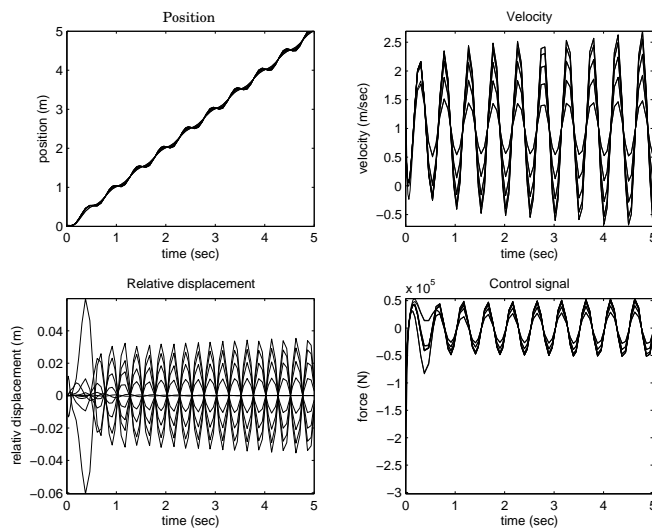 Position
5
4
3
2
1
0
position (m)
0 1 2 3 4 5
time (sec)
Velocity
2.5
2
1.5
1
0.5
0
−0.5
velocity (m/sec)
0 1 2 3 4 5
time (sec)
Relative displacement
0.04
0.02
0
−0.02
−0.04
−0.06
relativ displacement (m)
0 1 2 3 4 5
time (sec)
Control signal
x 10^5
0.5
0
−0.5
−1
−1.5
−2
−2.5
−3
force (N)
0 1 2 3 4 5
time (sec)